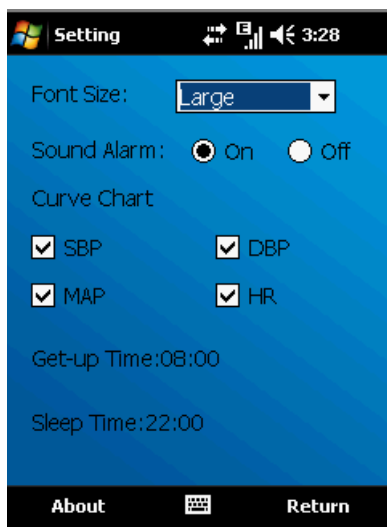 Setting E 3:28
Font Size: Large
Sound Alarm: On Off
Curve Chart
SBP DBP
MAP HR
Get-up Time:08:00
Sleep Time:22:00
About Return